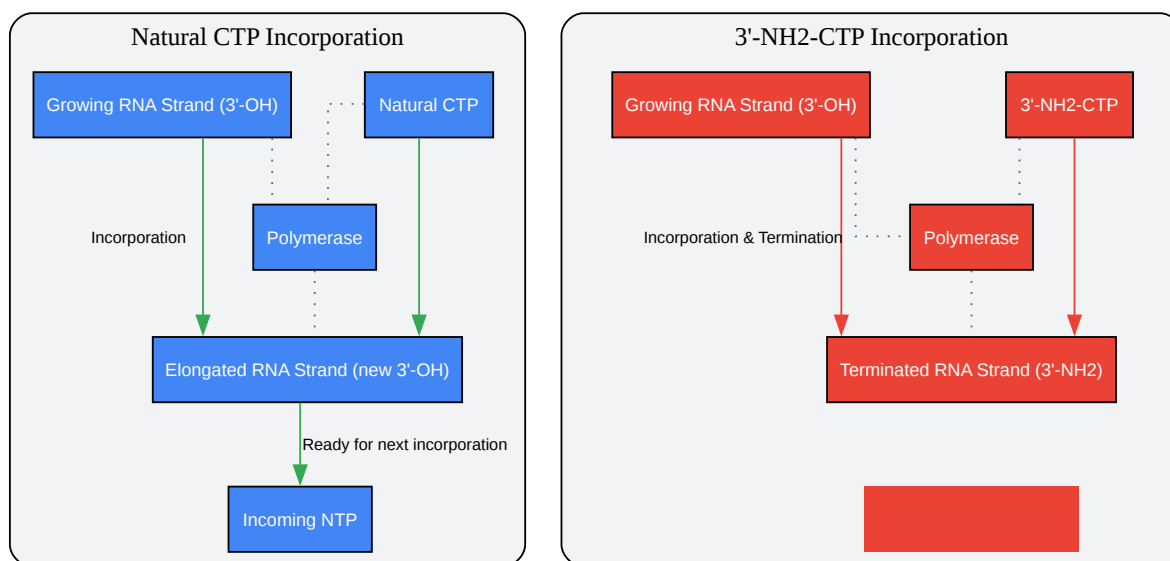 Natural CTP Incorporation
Growing RNA Strand (3'-OH)
Natural CTP
Incorporation
Polymerase
Elongated RNA Strand (new 3'-OH)
Ready for next incorporation
Incoming NTP
3'-NH2-CTP Incorporation
Growing RNA Strand (3'-OH)
3'-NH2-CTP
Incorporation & Termination
Polymerase
Terminated RNA Strand (3'-NH2)